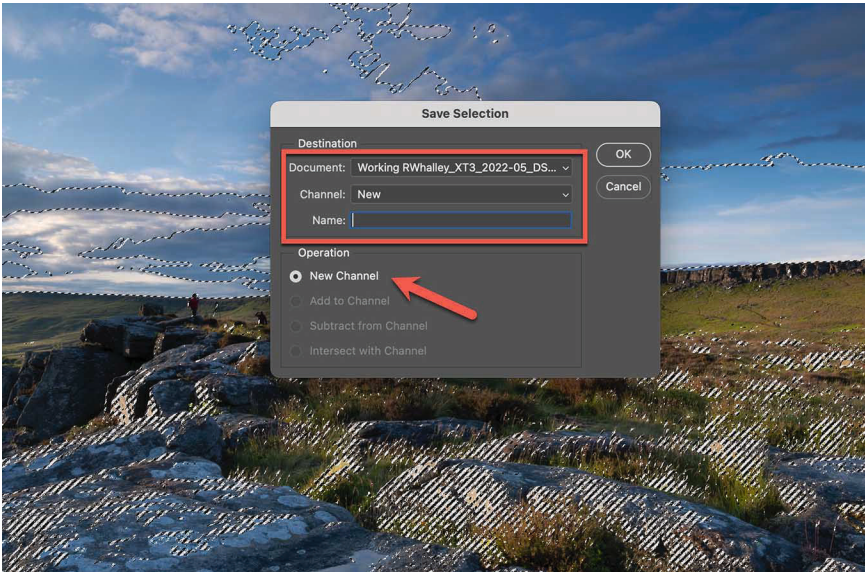 Save Selection
Destination
Document: Working RWhalley_XT3_2022-05_DS...
OK
Channel: New
Cancel
Name:
Operation
New Channel
Add to Channel
Subtract from Channel
Intersect with Channel